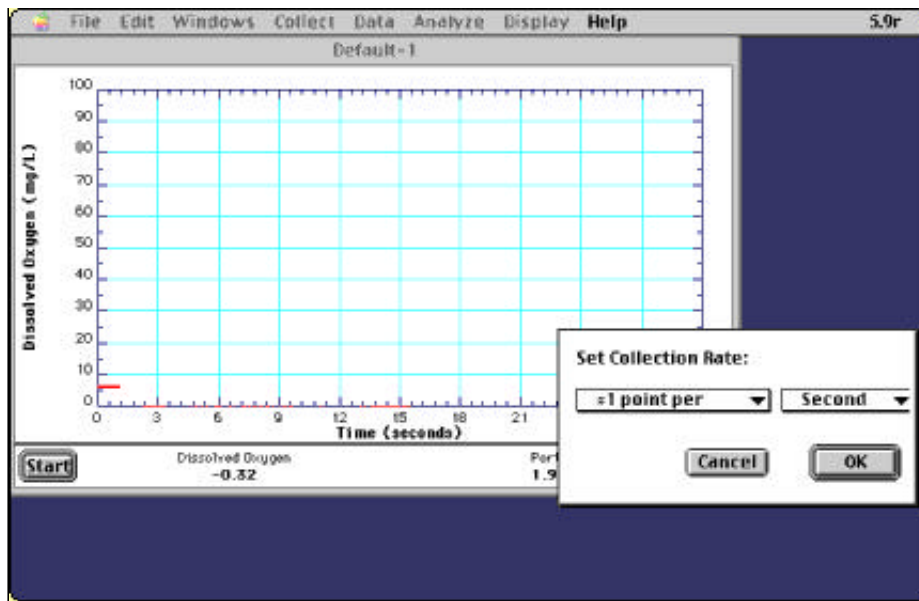 File Edit Windows Collect Data Analyze Display Help 5.9r
Default-1
Dissolved Oxygen (mg/L)
100
90
80
70
60
50
40
30
20
10
0
0 3 6 9 12 15 18 21
Time (seconds)
Start
Dissolved Oxygen
-0.32
Port
1.9
Set Collection Rate:
=1 point per
Second
Cancel
OK